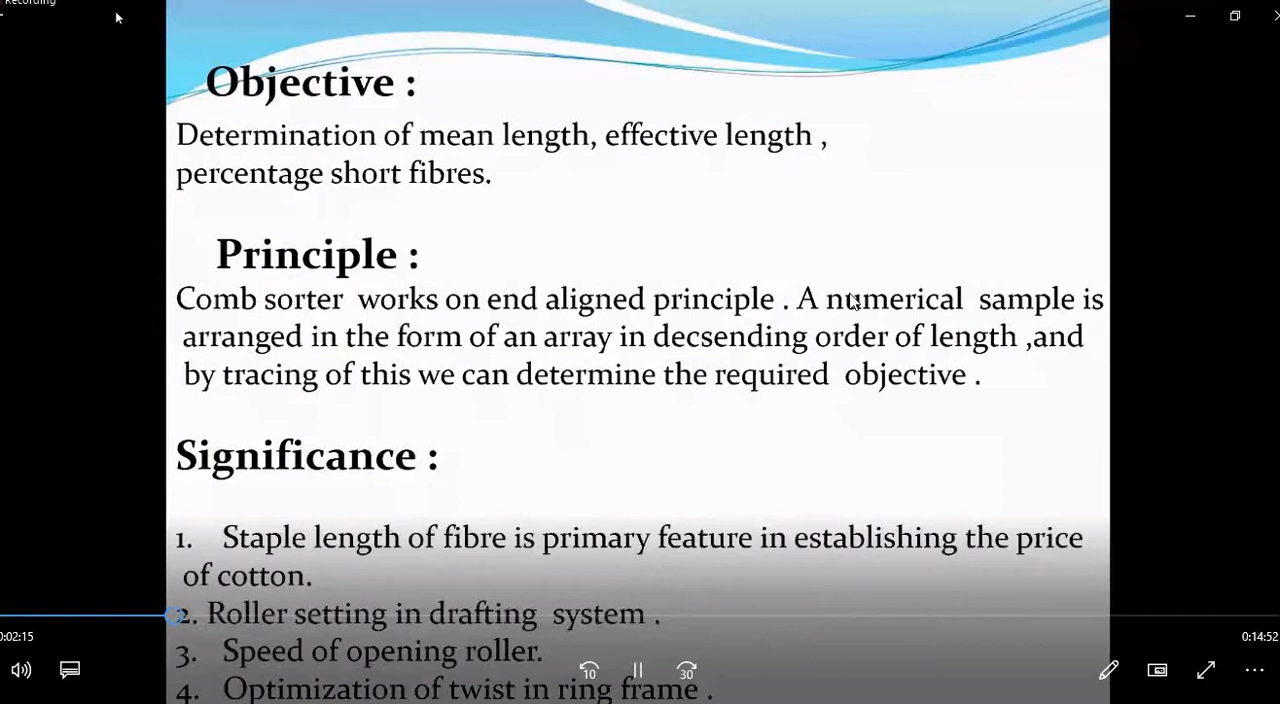 Recording
Objective :
Determination of mean length, effective length ,
percentage short fibres.
Principle :
Comb sorter works on end aligned principle . A numerical sample is
arranged in the form of an array in decsending order of length ,and
by tracing of this we can determine the required objective .
Significance :
1. Staple length of fibre is primary feature in establishing the price
of cotton.
2. Roller setting in drafting system .
3. Speed of opening roller.
4. Optimization of twist in ring frame .
0:02:15
0:14:52
10
30